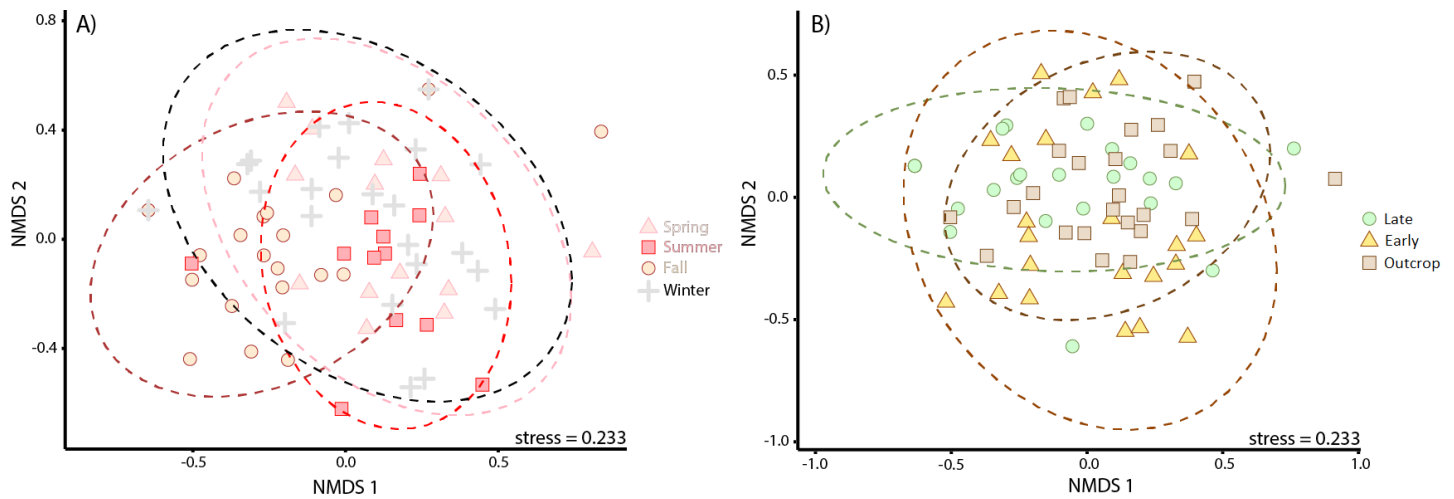 A)
0.8
0.4
0.0
-0.4
NMDS 2
-0.5
0.0
0.5
NMDS 1
stress = 0.233
Spring
Summer
Fall
Winter
B)
0.5
0.0
-0.5
-1.0
NMDS 2
-1.0
-0.5
0.0
0.5
1.0
NMDS 1
stress = 0.233
Late
Early
Outcrop